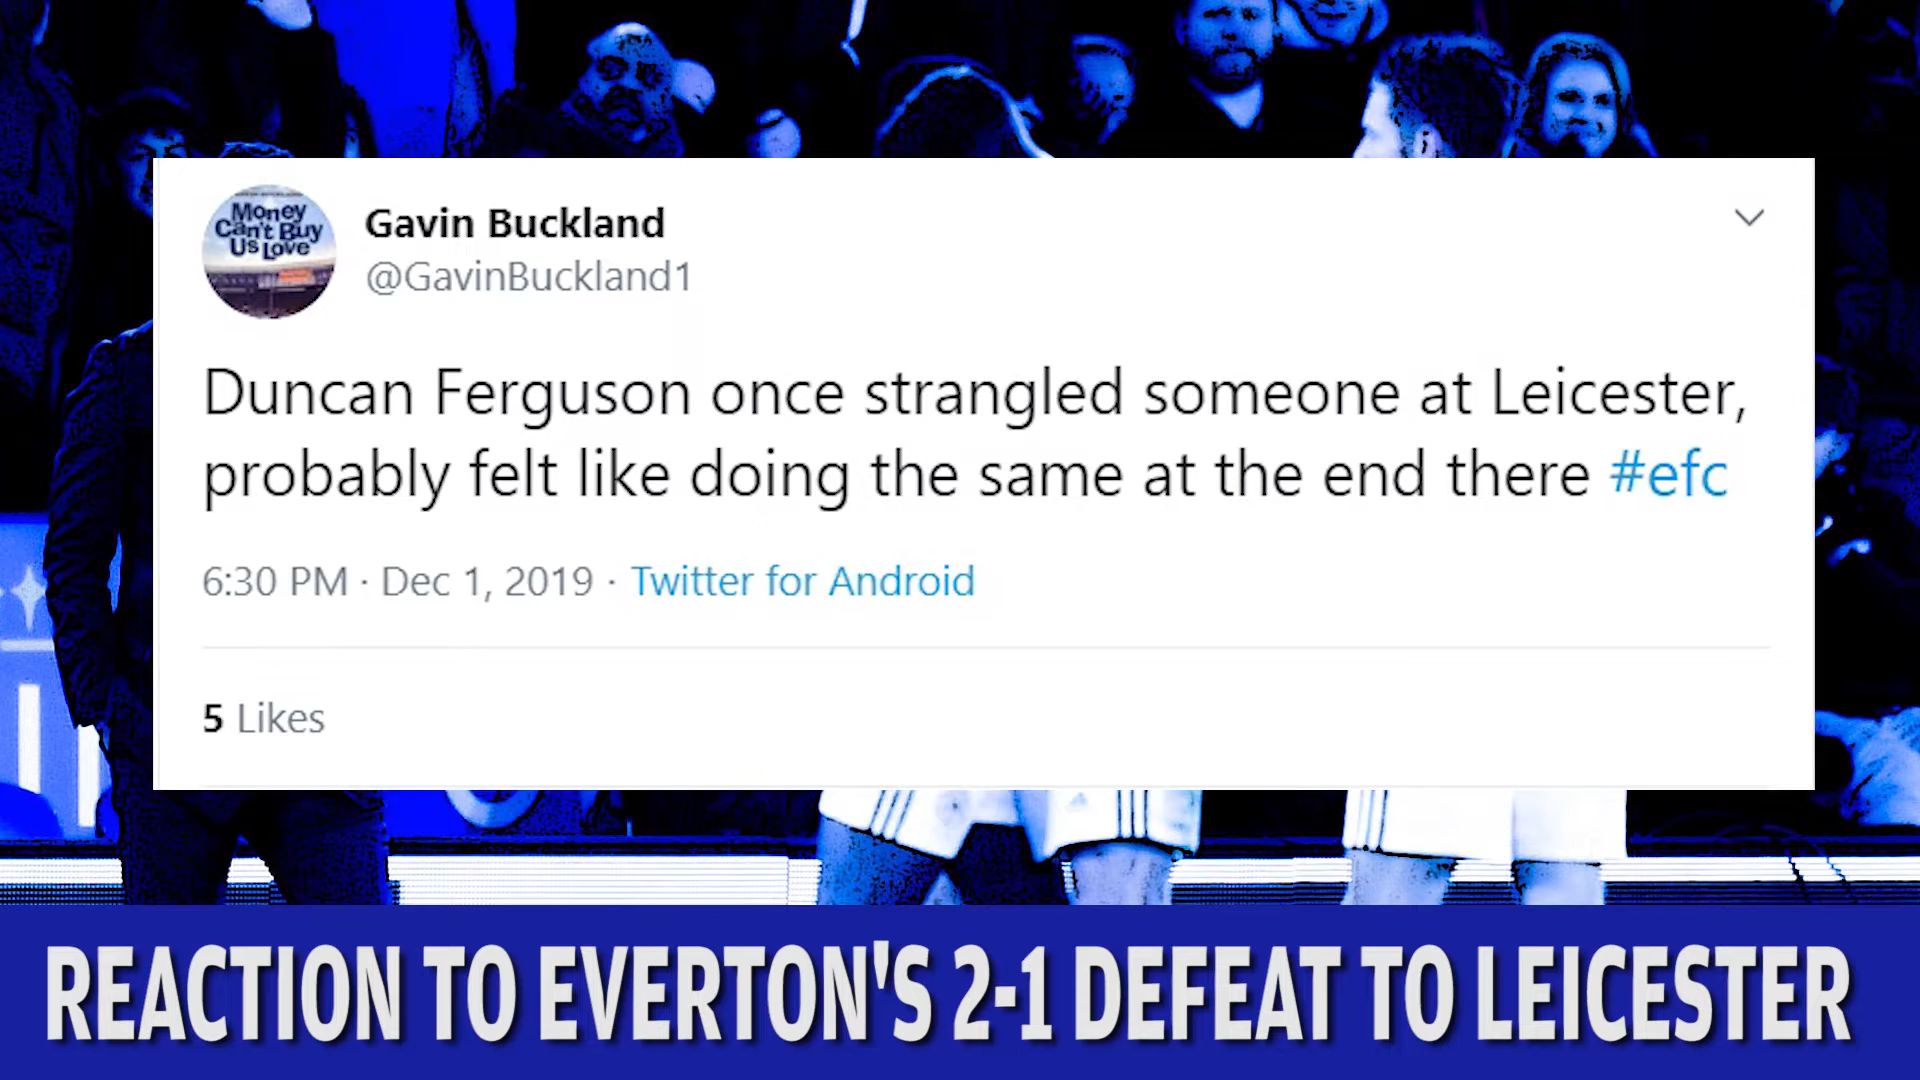 Money
Can't Buy
Us Love
Gavin Buckland
@GavinBuckland1
Duncan Ferguson once strangled someone at Leicester,
probably felt like doing the same at the end there #efc
6:30 PM · Dec 1, 2019 · Twitter for Android
5 Likes
REACTION TO EVERTON'S 2-1 DEFEAT TO LEICESTER